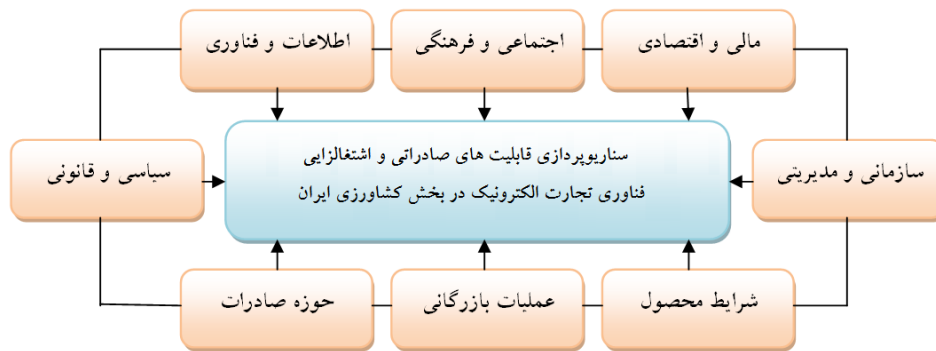 مالی و اقتصادی
اجتماعی و فرهنگی
اطلاعات و فناوری
سازمانی و مدیریتی
سناریوپردازی قابلیت های صادراتی و اشتغالزایی
فناوری تجارت الکترونیک در بخش کشاورزی ایران
سیاسی و قانونی
شرایط محصول
عملیات بازرگانی
حوزه صادرات